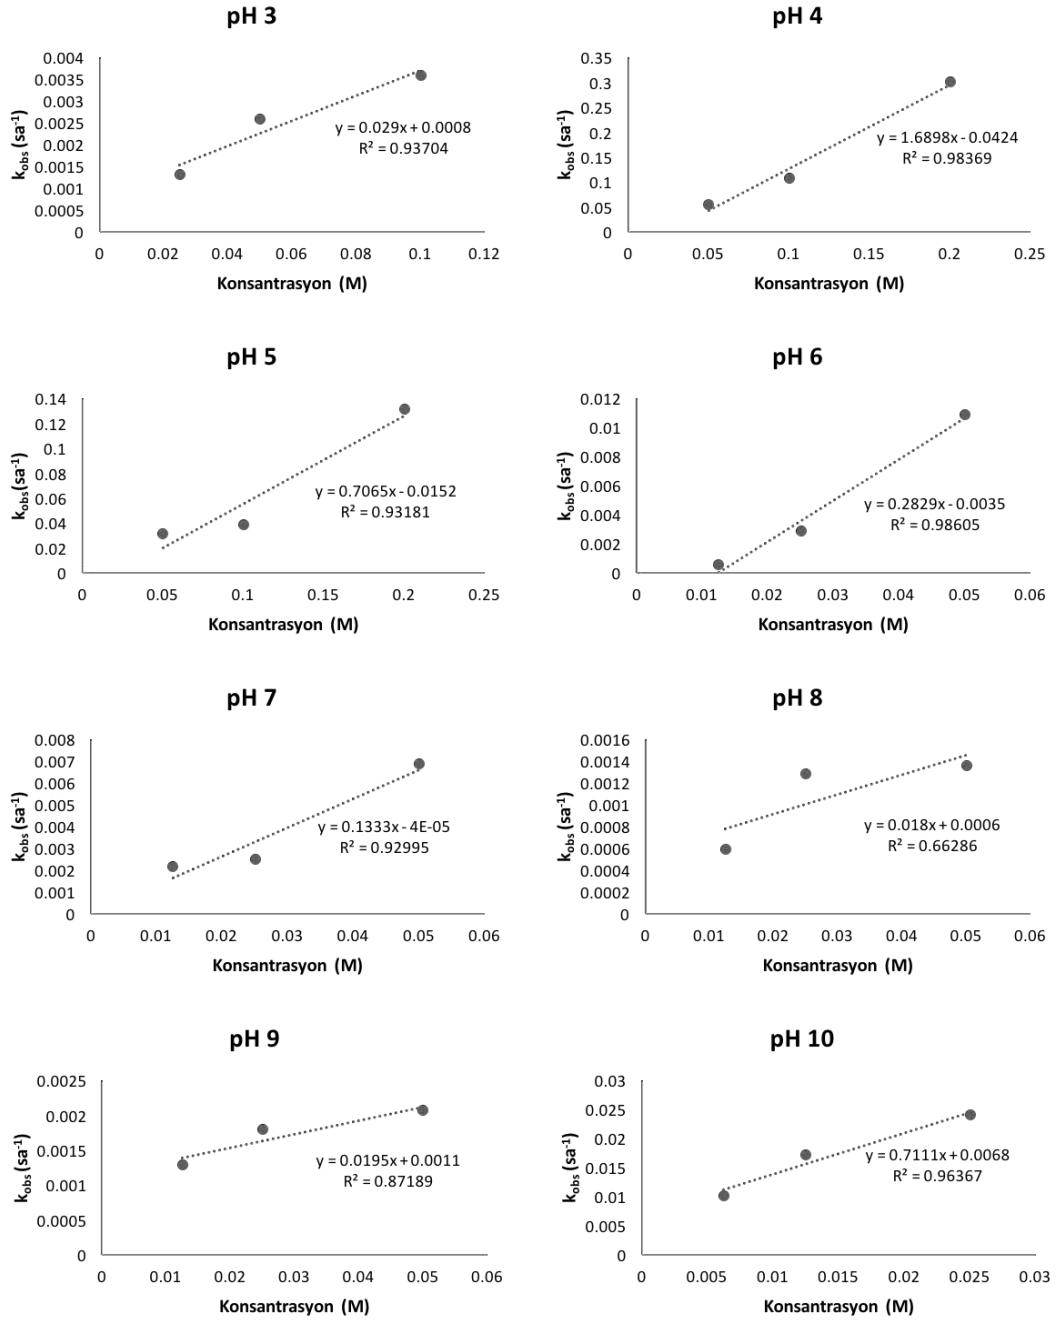 pH 3
0.004
0.0035
0.003
0.0025
0.002
0.0015
0.001
0.0005
0
kobs (sa-1)
y = 0.029x + 0.0008
R² = 0.93704
0 0.02 0.04 0.06 0.08 0.1 0.12
Konsantrasyon (M)
pH 4
0.35
0.3
0.25
0.2
0.15
0.1
0.05
0
kobs (sa-1)
y = 1.6898x - 0.0424
R² = 0.98369
0 0.05 0.1 0.15 0.2 0.25
Konsantrasyon (M)
pH 5
0.14
0.12
0.1
0.08
0.06
0.04
0.02
0
kobs (sa-1)
y = 0.7065x - 0.0152
R² = 0.93181
0 0.05 0.1 0.15 0.2 0.25
Konsantrasyon (M)
pH 6
0.012
0.01
0.008
0.006
0.004
0.002
0
kobs (sa-1)
y = 0.2829x - 0.0035
R² = 0.98605
0 0.01 0.02 0.03 0.04 0.05 0.06
Konsantrasyon (M)
pH 7
0.008
0.007
0.006
0.005
0.004
0.003
0.002
0.001
0
kobs (sa-1)
y = 0.1333x - 4E-05
R² = 0.92995
0 0.01 0.02 0.03 0.04 0.05 0.06
Konsantrasyon (M)
pH 8
0.0016
0.0014
0.0012
0.001
0.0008
0.0006
0.0004
0.0002
0
kobs (sa-1)
y = 0.018x + 0.0006
R² = 0.66286
0 0.01 0.02 0.03 0.04 0.05 0.06
Konsantrasyon (M)
pH 9
0.0025
0.002
0.0015
0.001
0.0005
0
kobs (sa-1)
y = 0.0195x + 0.0011
R² = 0.87189
0 0.01 0.02 0.03 0.04 0.05 0.06
Konsantrasyon (M)
pH 10
0.03
0.025
0.02
0.015
0.01
0.005
0
kobs (sa-1)
y = 0.7111x + 0.0068
R² = 0.96367
0 0.005 0.01 0.015 0.02 0.025 0.03
Konsantrasyon (M)